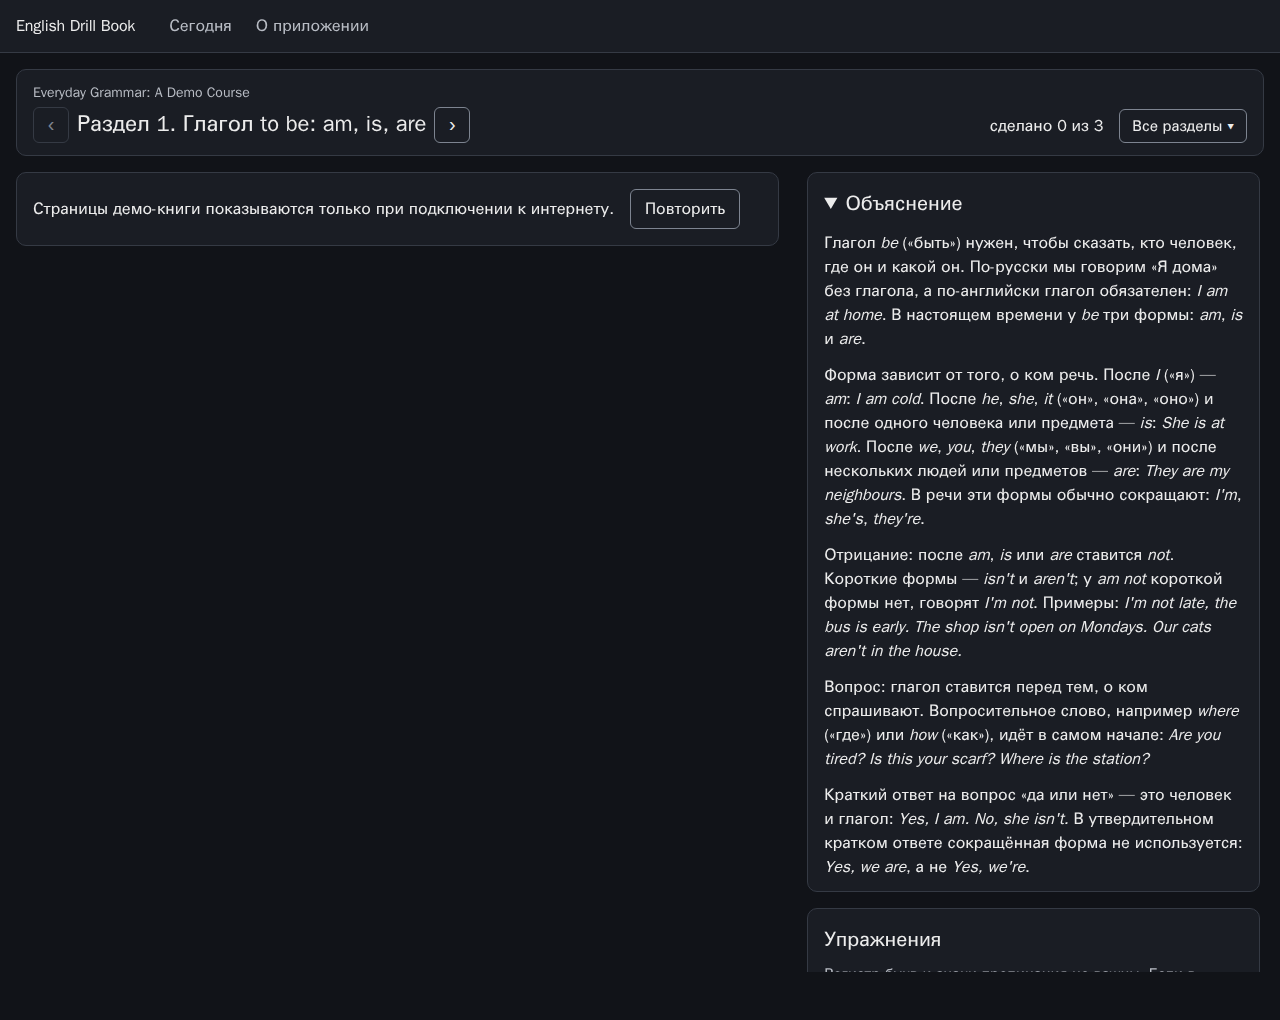 English Drill Book Сегодня О приложении
Everyday Grammar: A Demo Course
‹ Раздел 1. Глагол to be: am, is, are ›
сделано 0 из 3 Все разделы ▾
Страницы демо-книги показываются только при подключении к интернету. Повторить
▼ Объяснение
Глагол be («быть») нужен, чтобы сказать, кто человек,
где он и какой он. По-русски мы говорим «Я дома»
без глагола, а по-английски глагол обязателен: I am
at home. В настоящем времени у be три формы: am, is
и are.
Форма зависит от того, о ком речь. После I («я») —
am: I am cold. После he, she, it («он», «она», «оно») и
после одного человека или предмета — is: She is at
work. После we, you, they («мы», «вы», «они») и после
нескольких людей или предметов — are: They are my
neighbours. В речи эти формы обычно сокращают: I'm,
she's, they're.
Отрицание: после am, is или are ставится not.
Короткие формы — isn't и aren't; у am not короткой
формы нет, говорят I'm not. Примеры: I'm not late, the
bus is early. The shop isn't open on Mondays. Our cats
aren't in the house.
Вопрос: глагол ставится перед тем, о ком
спрашивают. Вопросительное слово, например where
(«где») или how («как»), идёт в самом начале: Are you
tired? Is this your scarf? Where is the station?
Краткий ответ на вопрос «да или нет» — это человек
и глагол: Yes, I am. No, she isn't. В утвердительном
кратком ответе сокращённая форма не используется:
Yes, we are, а не Yes, we're.
Упражнения